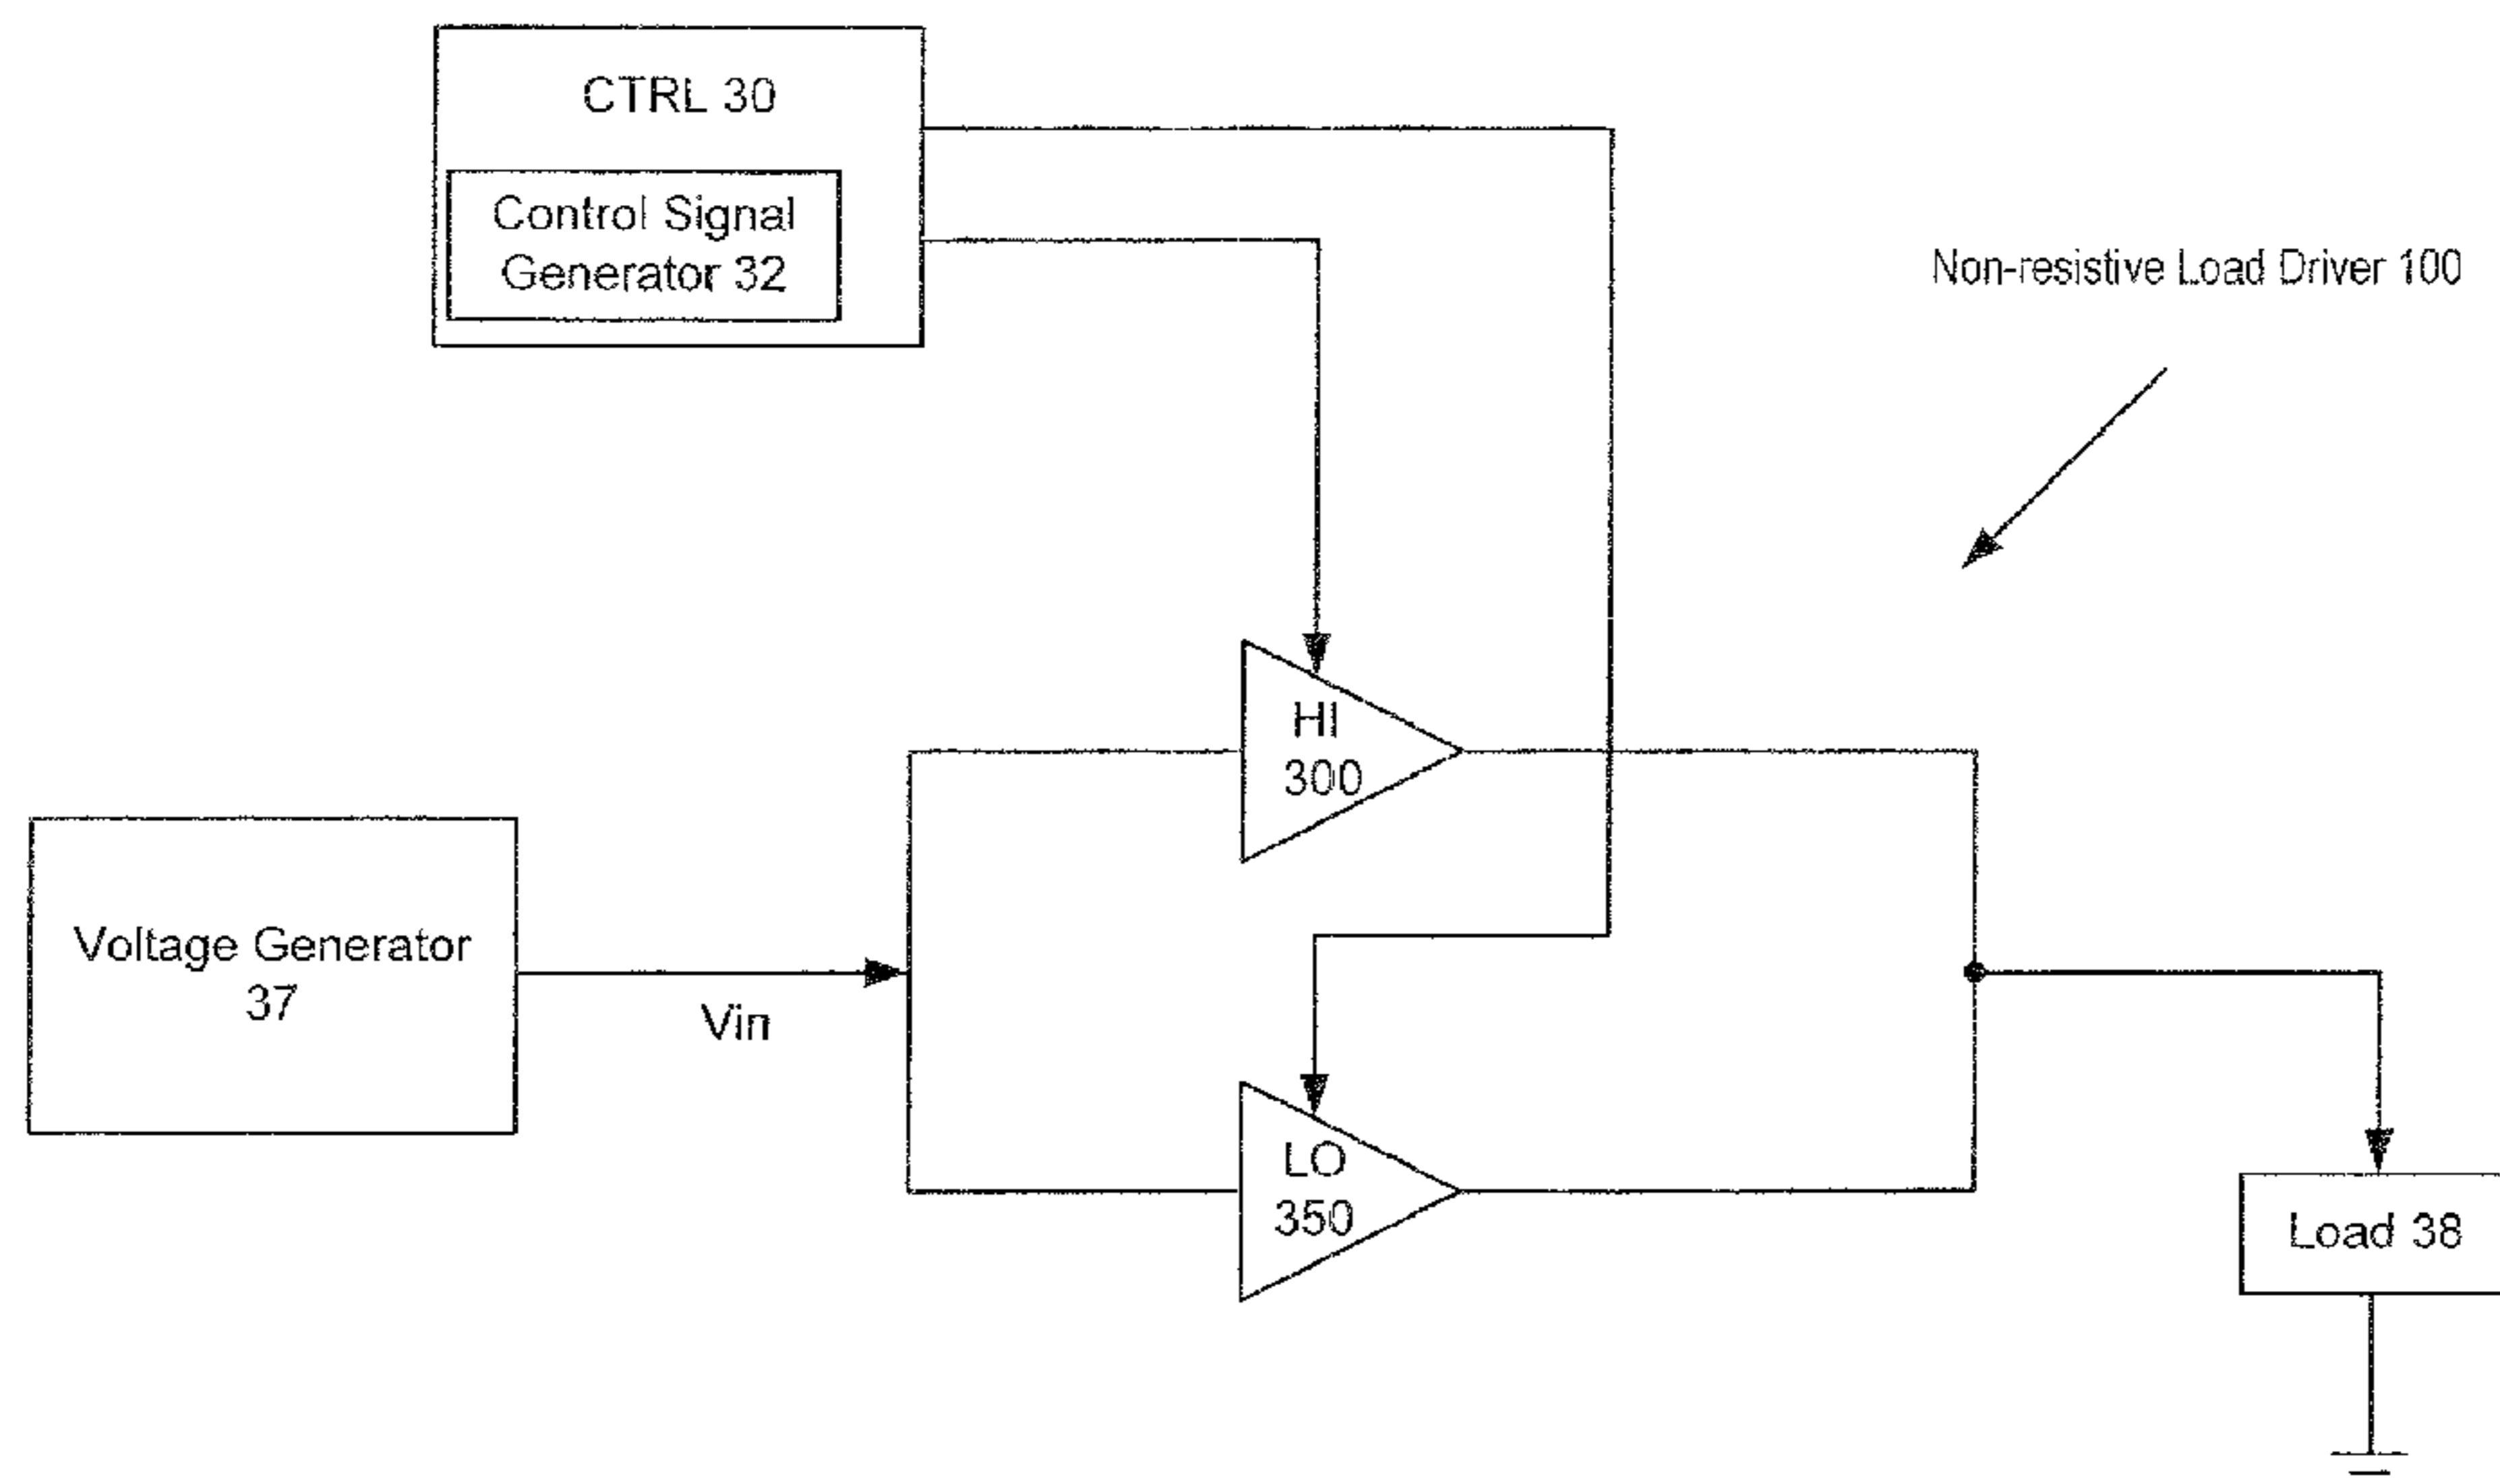 CTRL 30
Control Signal
Generator 32
Non-resistive Load Driver 100
HI
300
Voltage Generator
37
Vin
LO
350
Load 38